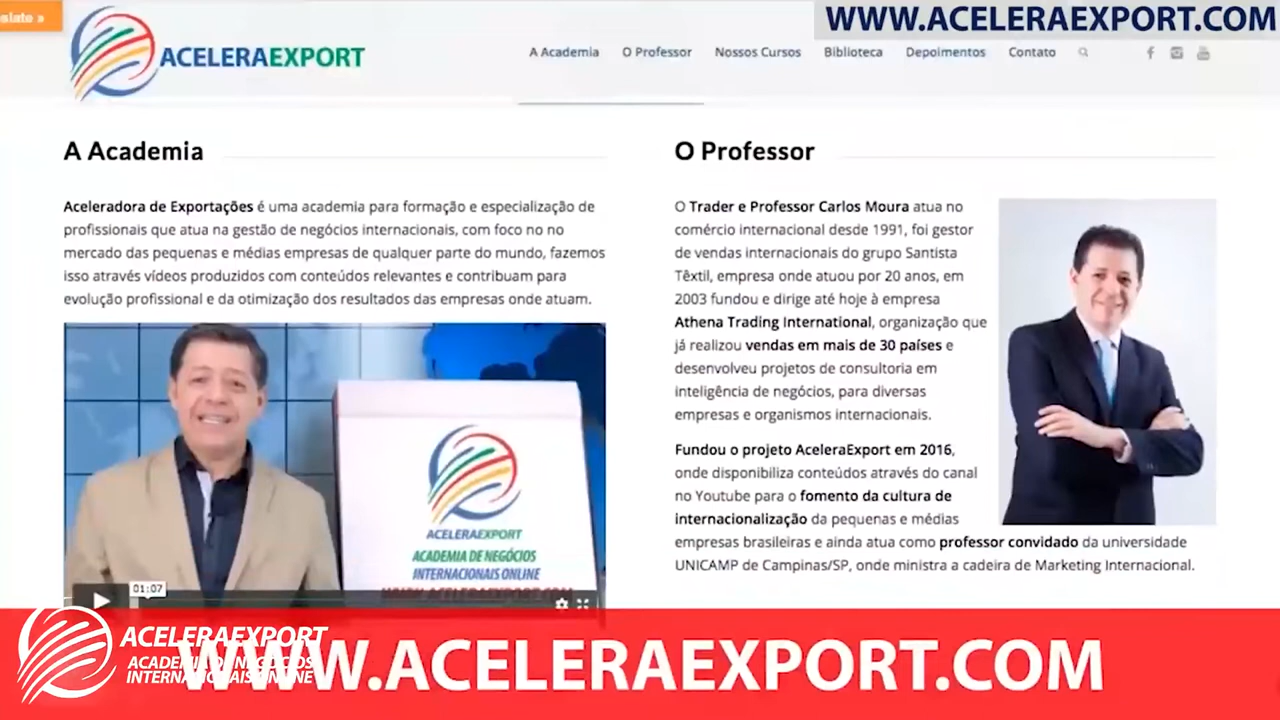 slate »
WWW.ACELERAEXPORT.COM
ACELERAEXPORT
A Academia O Professor Nossos Cursos Biblioteca Depoimentos Contato
A Academia
Aceleradora de Exportações é uma academia para formação e especialização de
profissionais que atua na gestão de negócios internacionais, com foco no no
mercado das pequenas e médias empresas de qualquer parte do mundo, fazemos
isso através vídeos produzidos com conteúdos relevantes e contribuam para
evolução profissional e da otimização dos resultados das empresas onde atuam.
ACELERAEXPORT
ACADEMIA DE NEGÓCIOS
INTERNACIONAIS ONLINE
WWW.ACELERAEXPORT.COM
01:07
O Professor
O Trader e Professor Carlos Moura atua no
comércio internacional desde 1991, foi gestor
de vendas internacionais do grupo Santista
Têxtil, empresa onde atuou por 20 anos, em
2003 fundou e dirige até hoje à empresa
Athena Trading International, organização que
já realizou vendas em mais de 30 países e
desenvolveu projetos de consultoria em
inteligência de negócios, para diversas
empresas e organismos internacionais.
Fundou o projeto AceleraExport em 2016,
onde disponibiliza conteúdos através do canal
no Youtube para o fomento da cultura de
internacionalização da pequenas e médias
empresas brasileiras e ainda atua como professor convidado da universidade
UNICAMP de Campinas/SP, onde ministra a cadeira de Marketing Internacional.
ACELERAEXPORT
ACADEMIA DE NEGÓCIOS
INTERNACIONAIS ONLINE
WWW.ACELERAEXPORT.COM